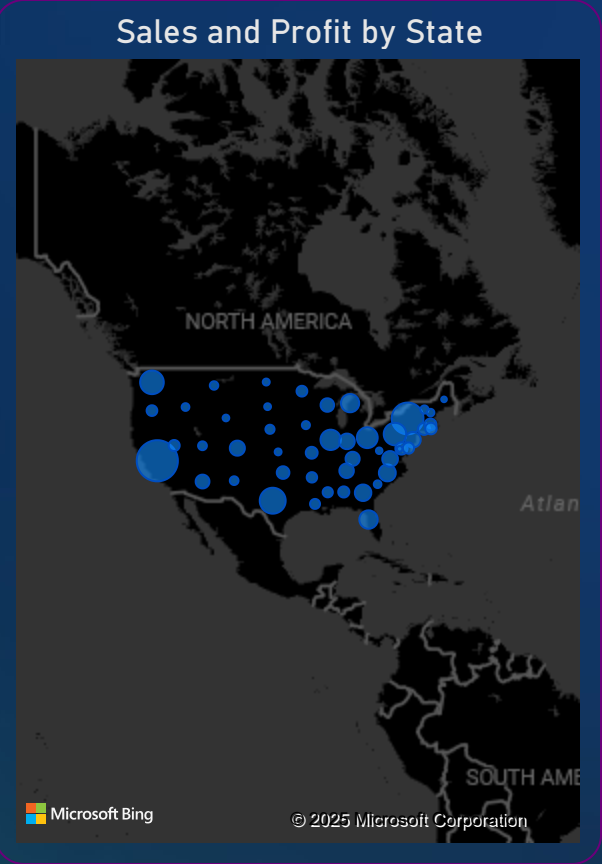 Sales and Profit by State
NORTH AMERICA
Atlan
SOUTH AME
Microsoft Bing
© 2025 Microsoft Corporation